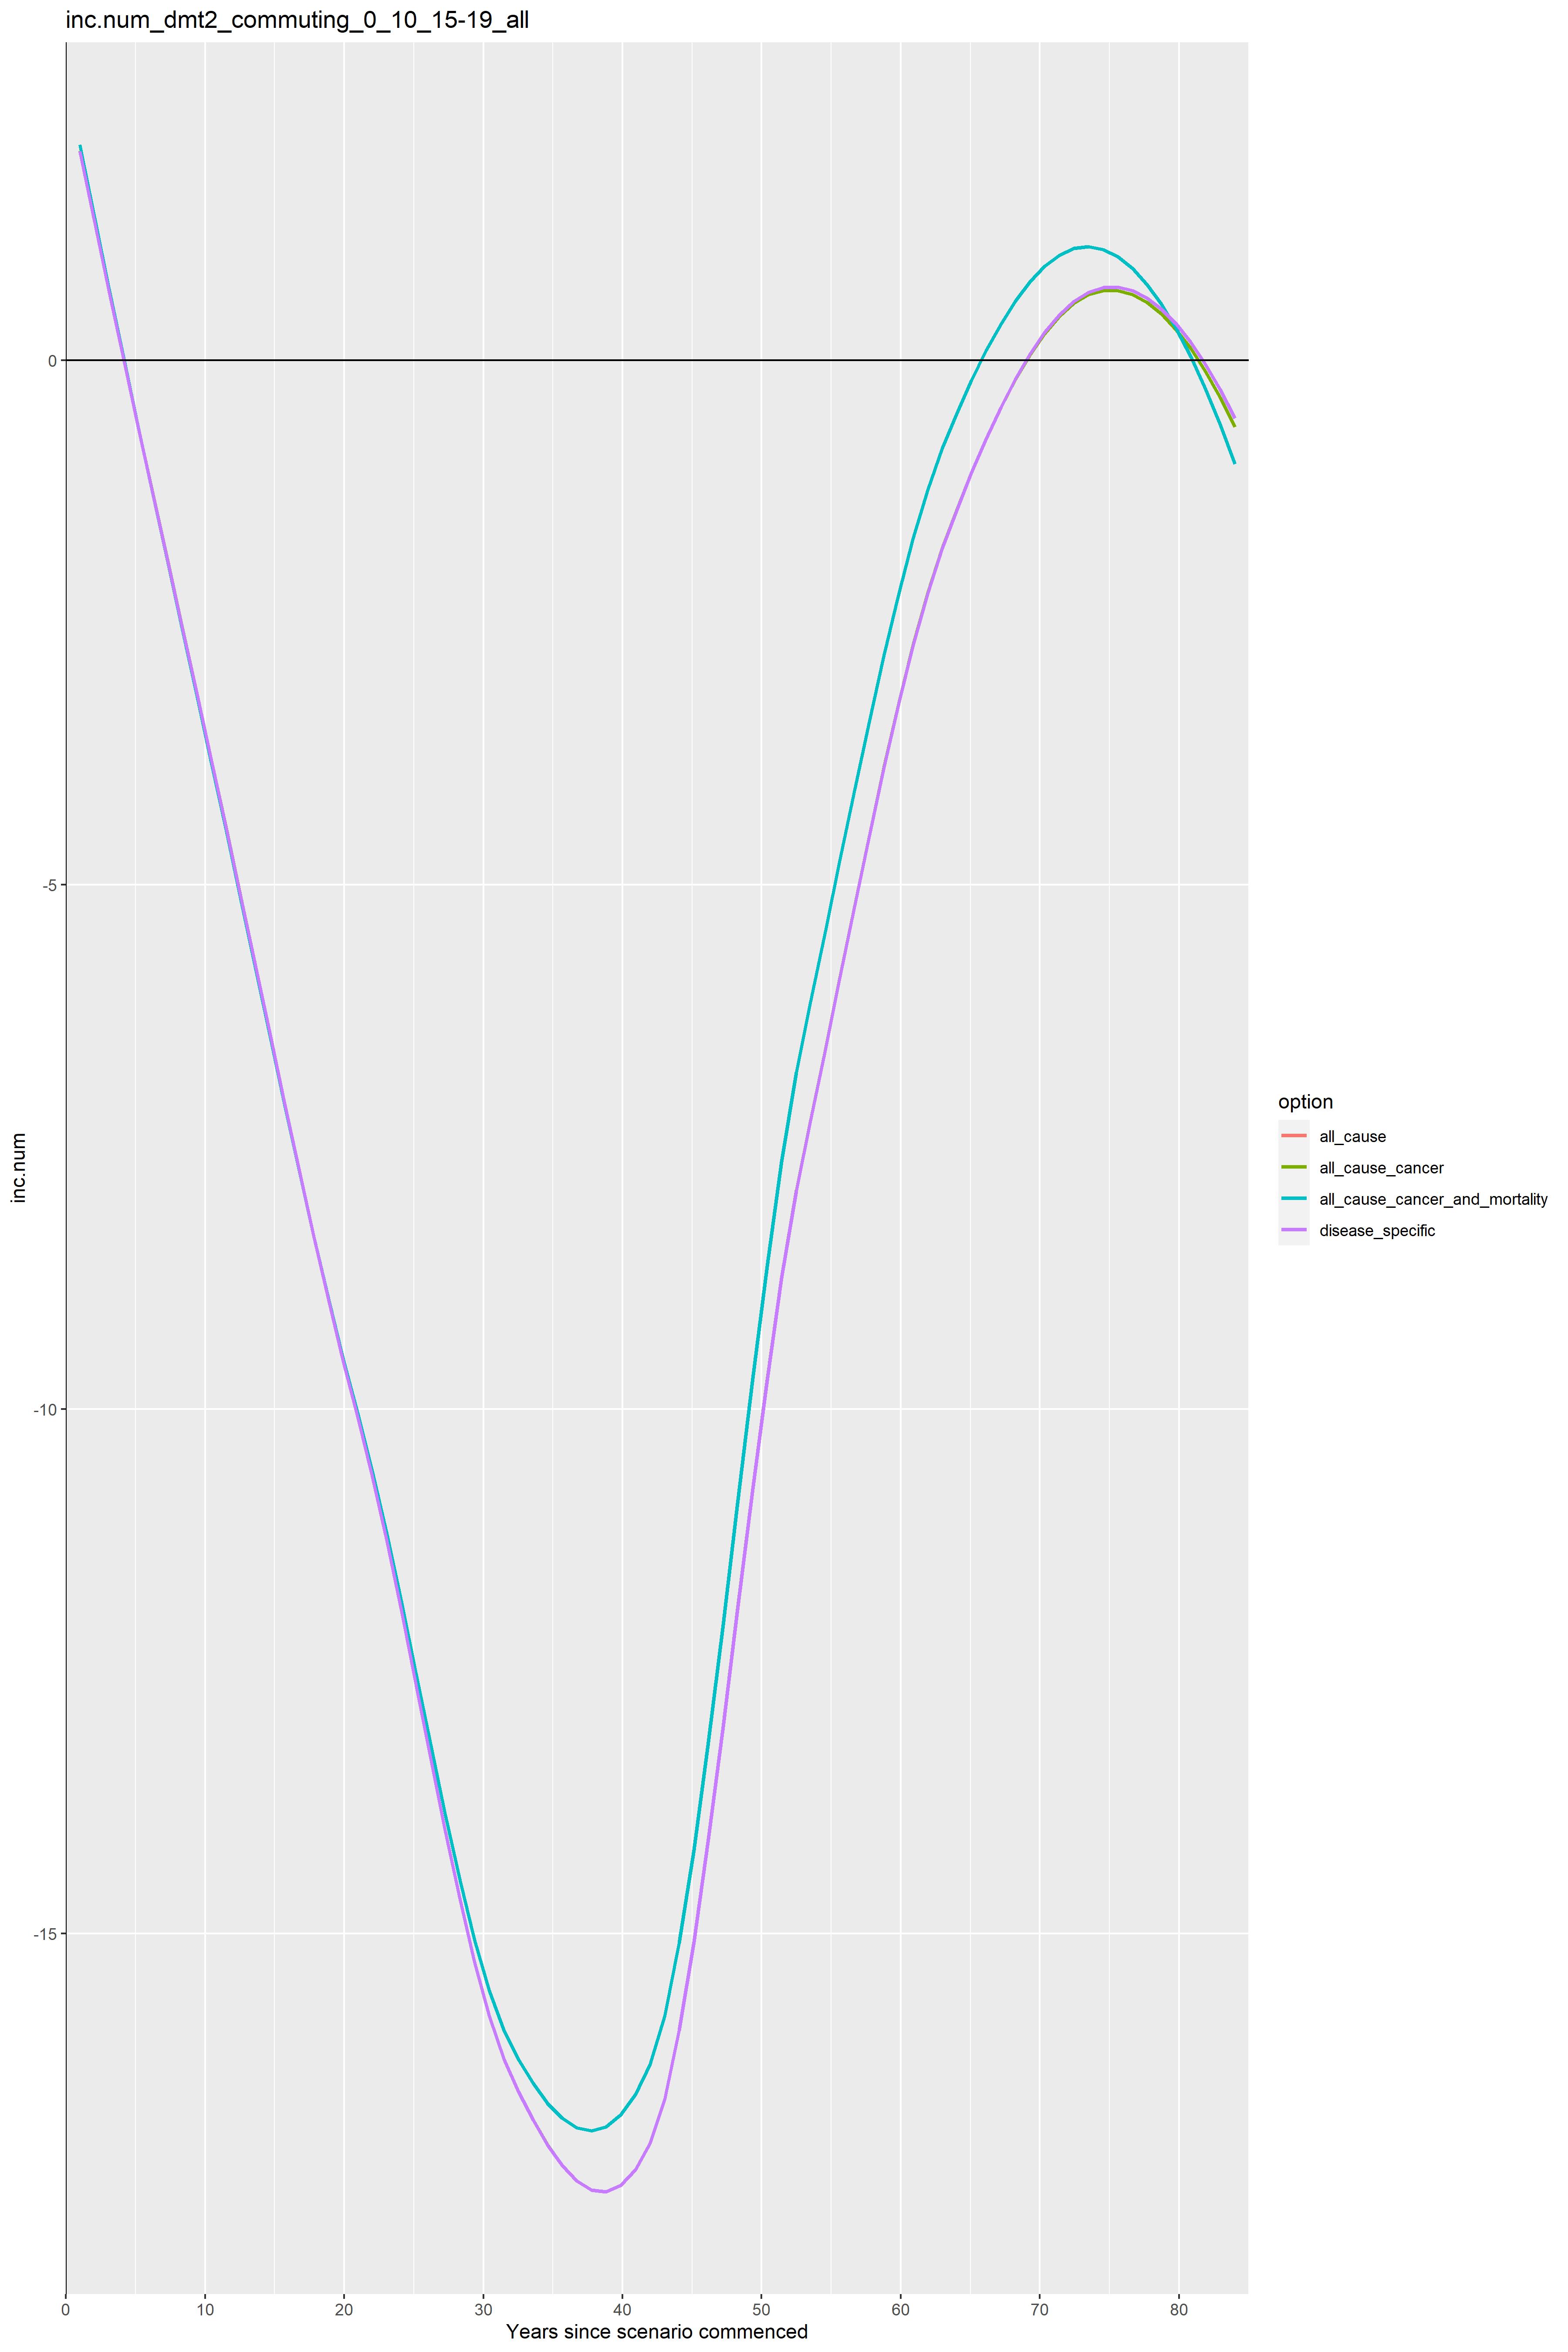 inc.num_dmt2_commuting_0_10_15-19_all
0
-5
-10
-15
inc.num
0 10 20 30 40 50 60 70 80
Years since scenario commenced
option
all_cause
all_cause_cancer
all_cause_cancer_and_mortality
disease_specific